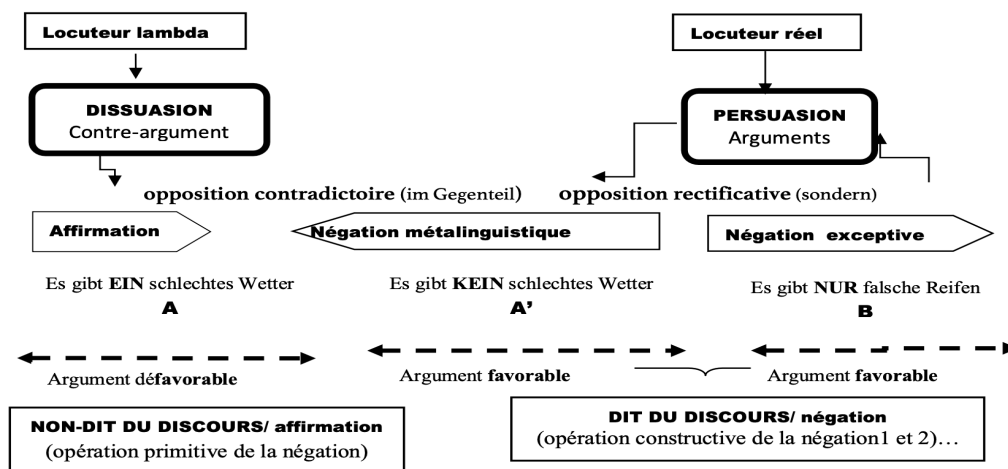 Locuteur lambda
Locuteur réel
DISSUASION
Contre-argument
PERSUASION
Arguments
opposition contradictoire (im Gegenteil) opposition rectificative (sondern)
Affirmation
Négation métalinguistique
Négation exceptive
Es gibt EIN schlechtes Wetter
Es gibt KEIN schlechtes Wetter
Es gibt NUR falsche Reifen
A
A’
B
Argument défavorable
Argument favorable
Argument favorable
NON-DIT DU DISCOURS/ affirmation
(opération primitive de la négation)
DIT DU DISCOURS/ négation
(opération constructive de la négation1 et 2)…